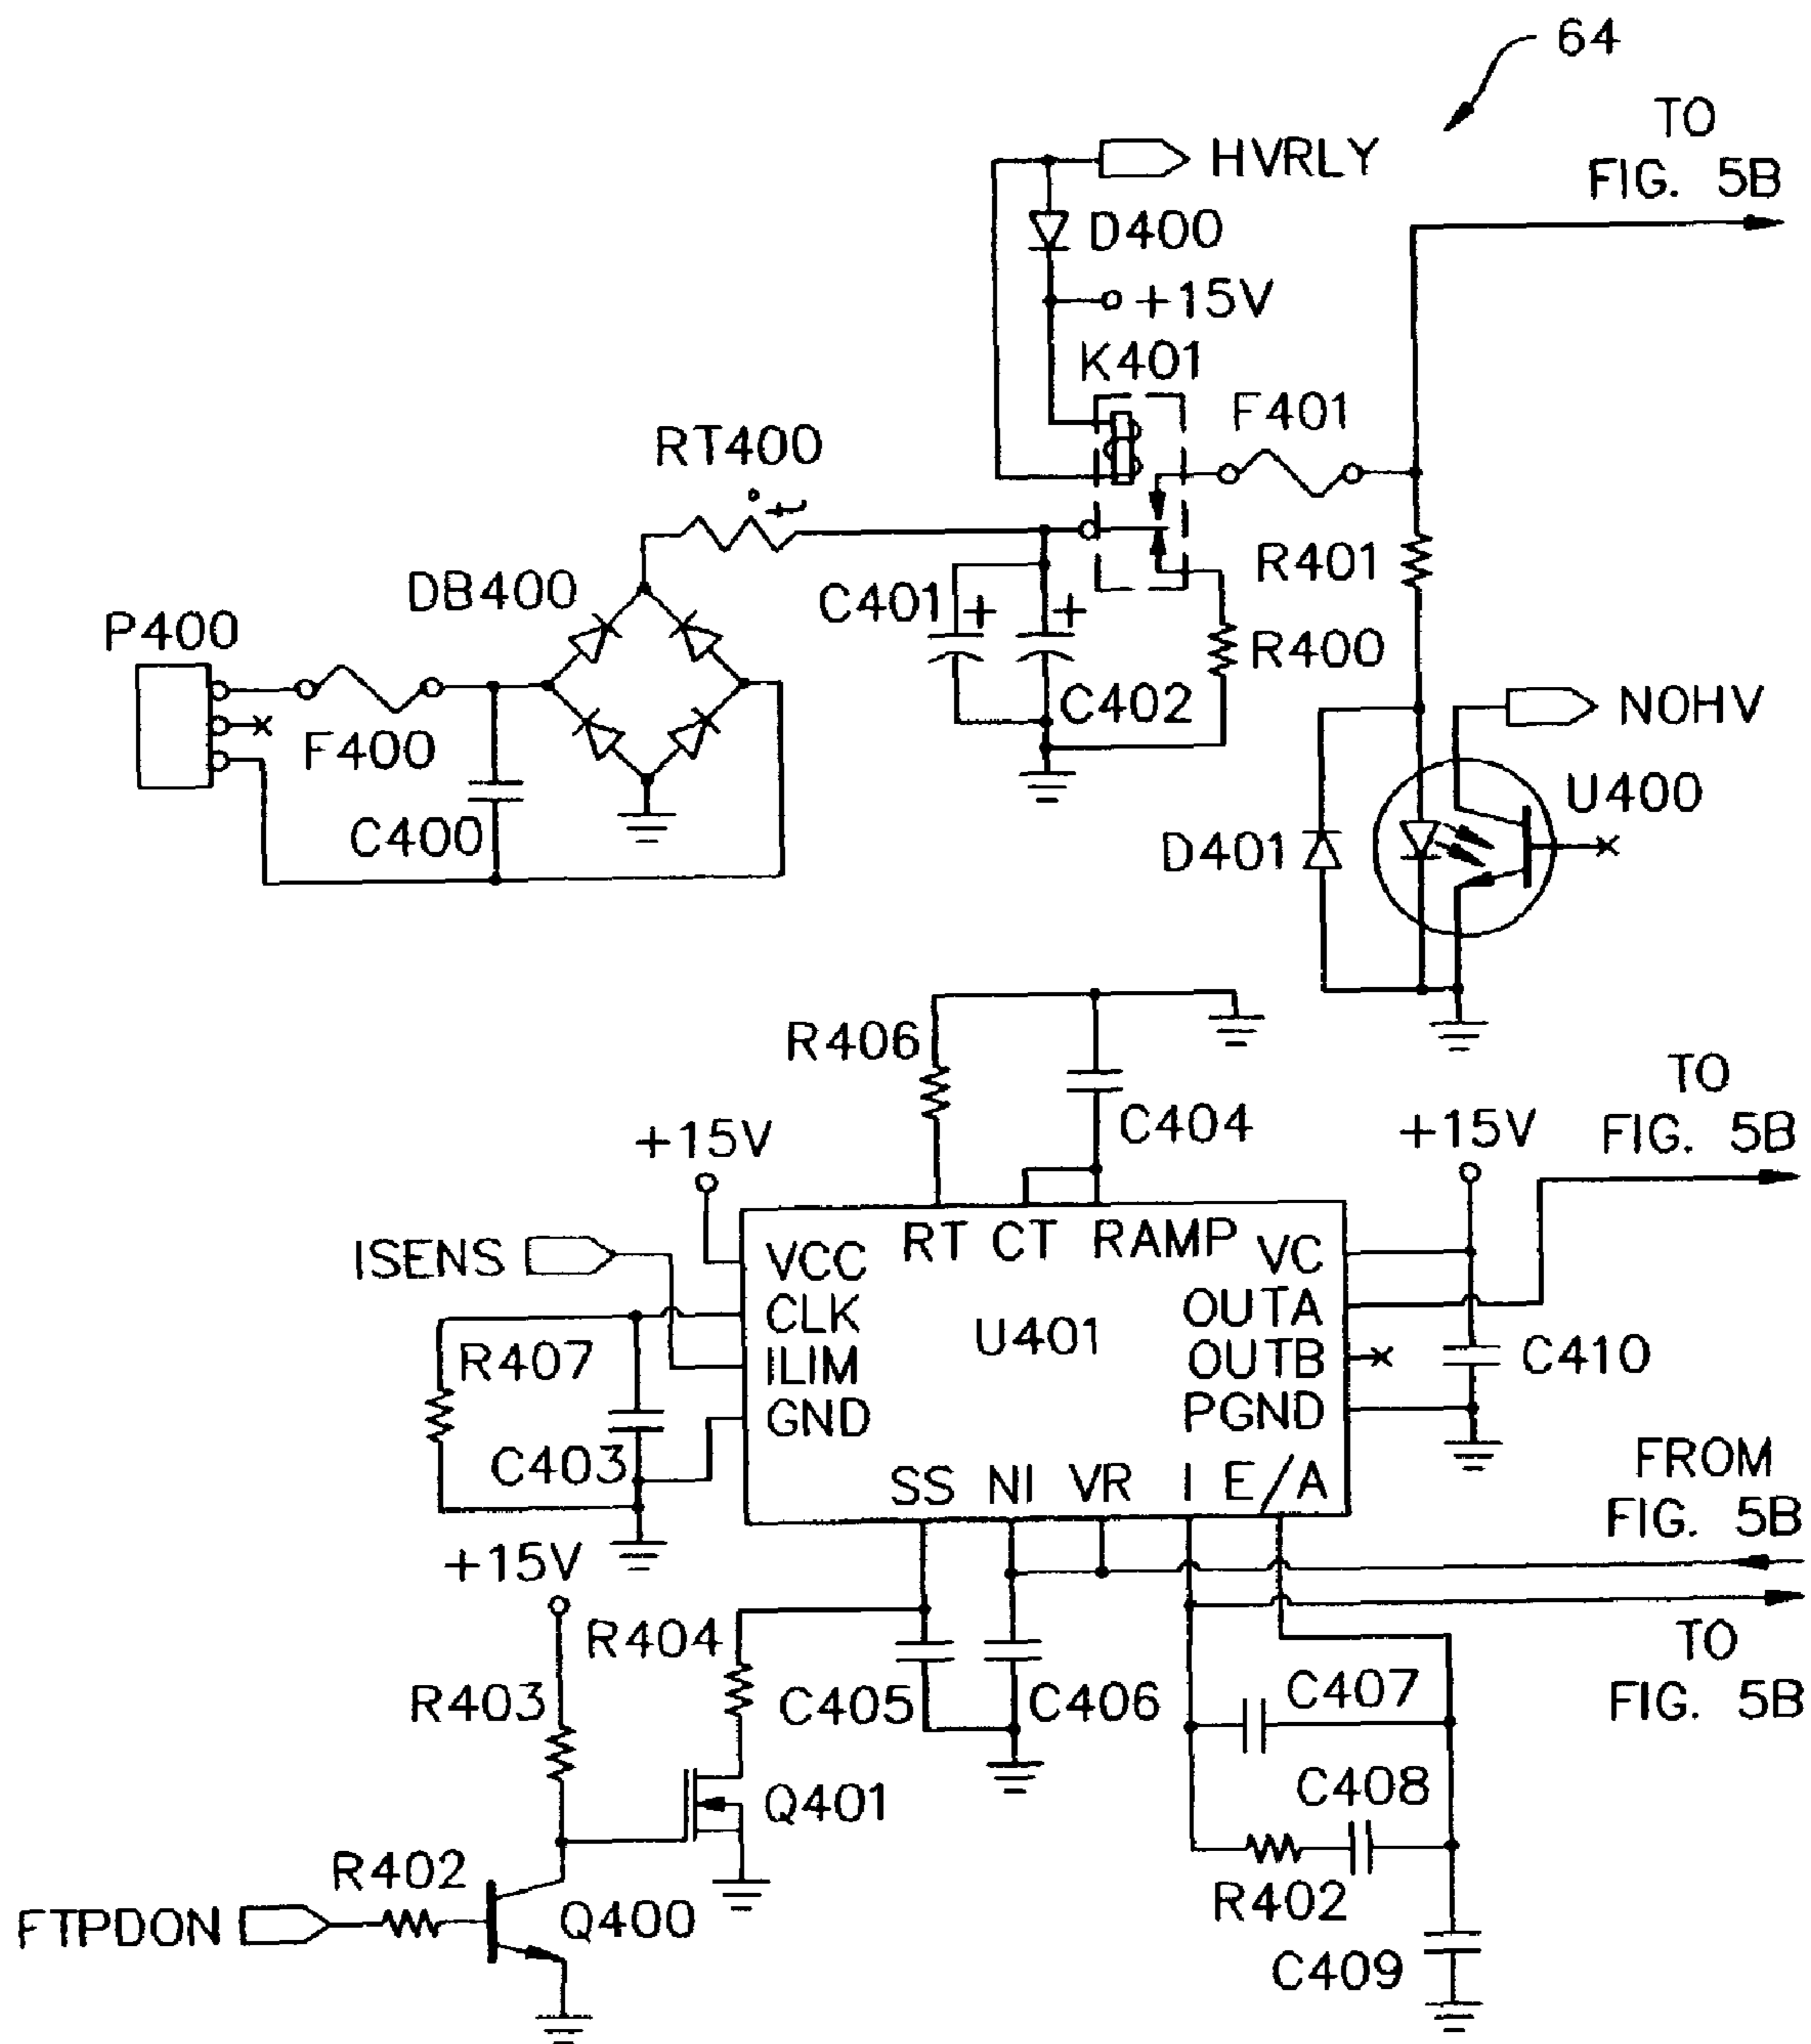 64
TO
FIG. 5B
HVRLY
D400
+15V
K401
F401
RT400
t
R401
DB400
C401
+
+
P400
R400
C402
NOHV
F400
U400
C400
D401
R406
TO
FIG. 5B
C404
+15V
+15V
RT CT RAMP
VC
ISENS
VCC
OUTA
CLK
U401
R407
ILIM
OUTB
C410
GND
PGND
C403
FROM
FIG. 5B
SS NI VR I E/A
+15V
R404
TO
FIG. 5B
R403
C405
C406
C407
Q401
C408
R402
R402
FTPDON
Q400
C409